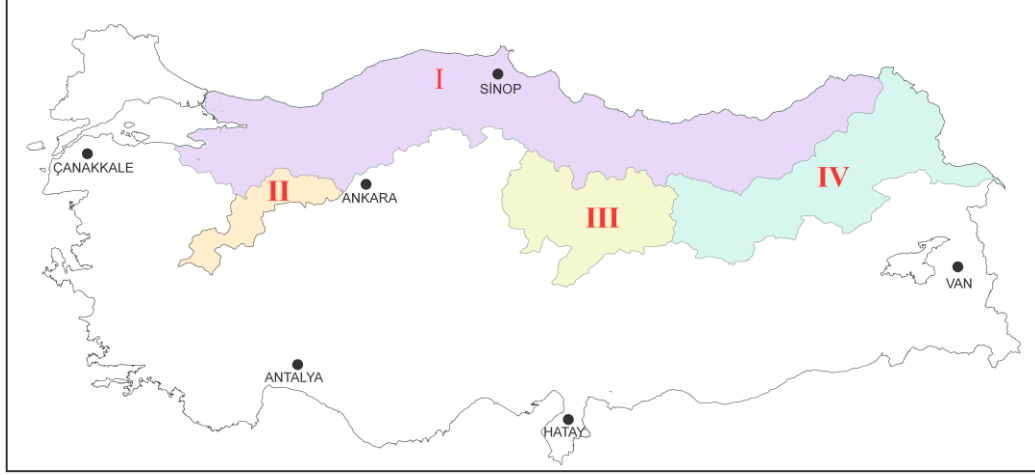 I
SİNOP
ÇANAKKALE
II
ANKARA
IV
III
VAN
ANTALYA
HATAY